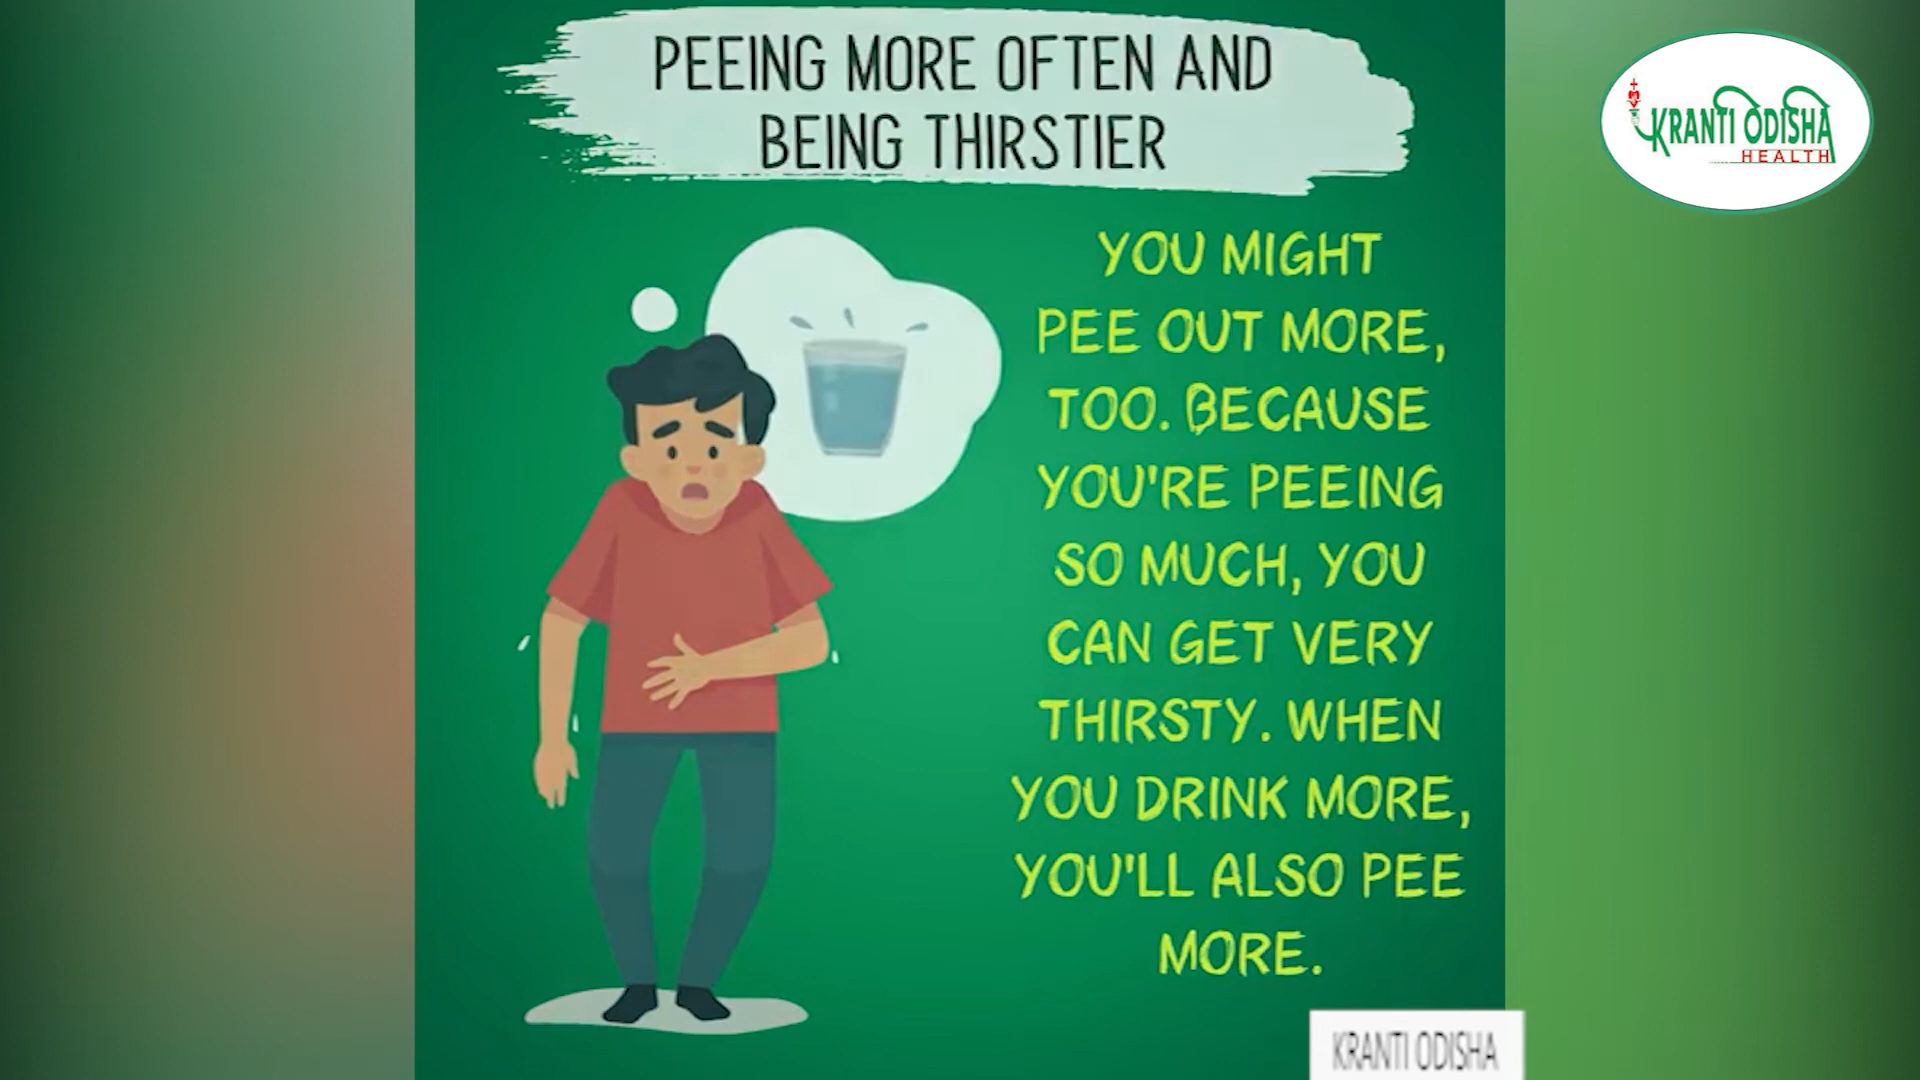 PEEING MORE OFTEN AND
BEING THIRSTIER
KRANTI ODISHA
HEALTH
YOU MIGHT
PEE OUT MORE,
TOO. BECAUSE
YOU'RE PEEING
SO MUCH, YOU
CAN GET VERY
THIRSTY. WHEN
YOU DRINK MORE,
YOU'LL ALSO PEE
MORE.
KRANTI ODISHA